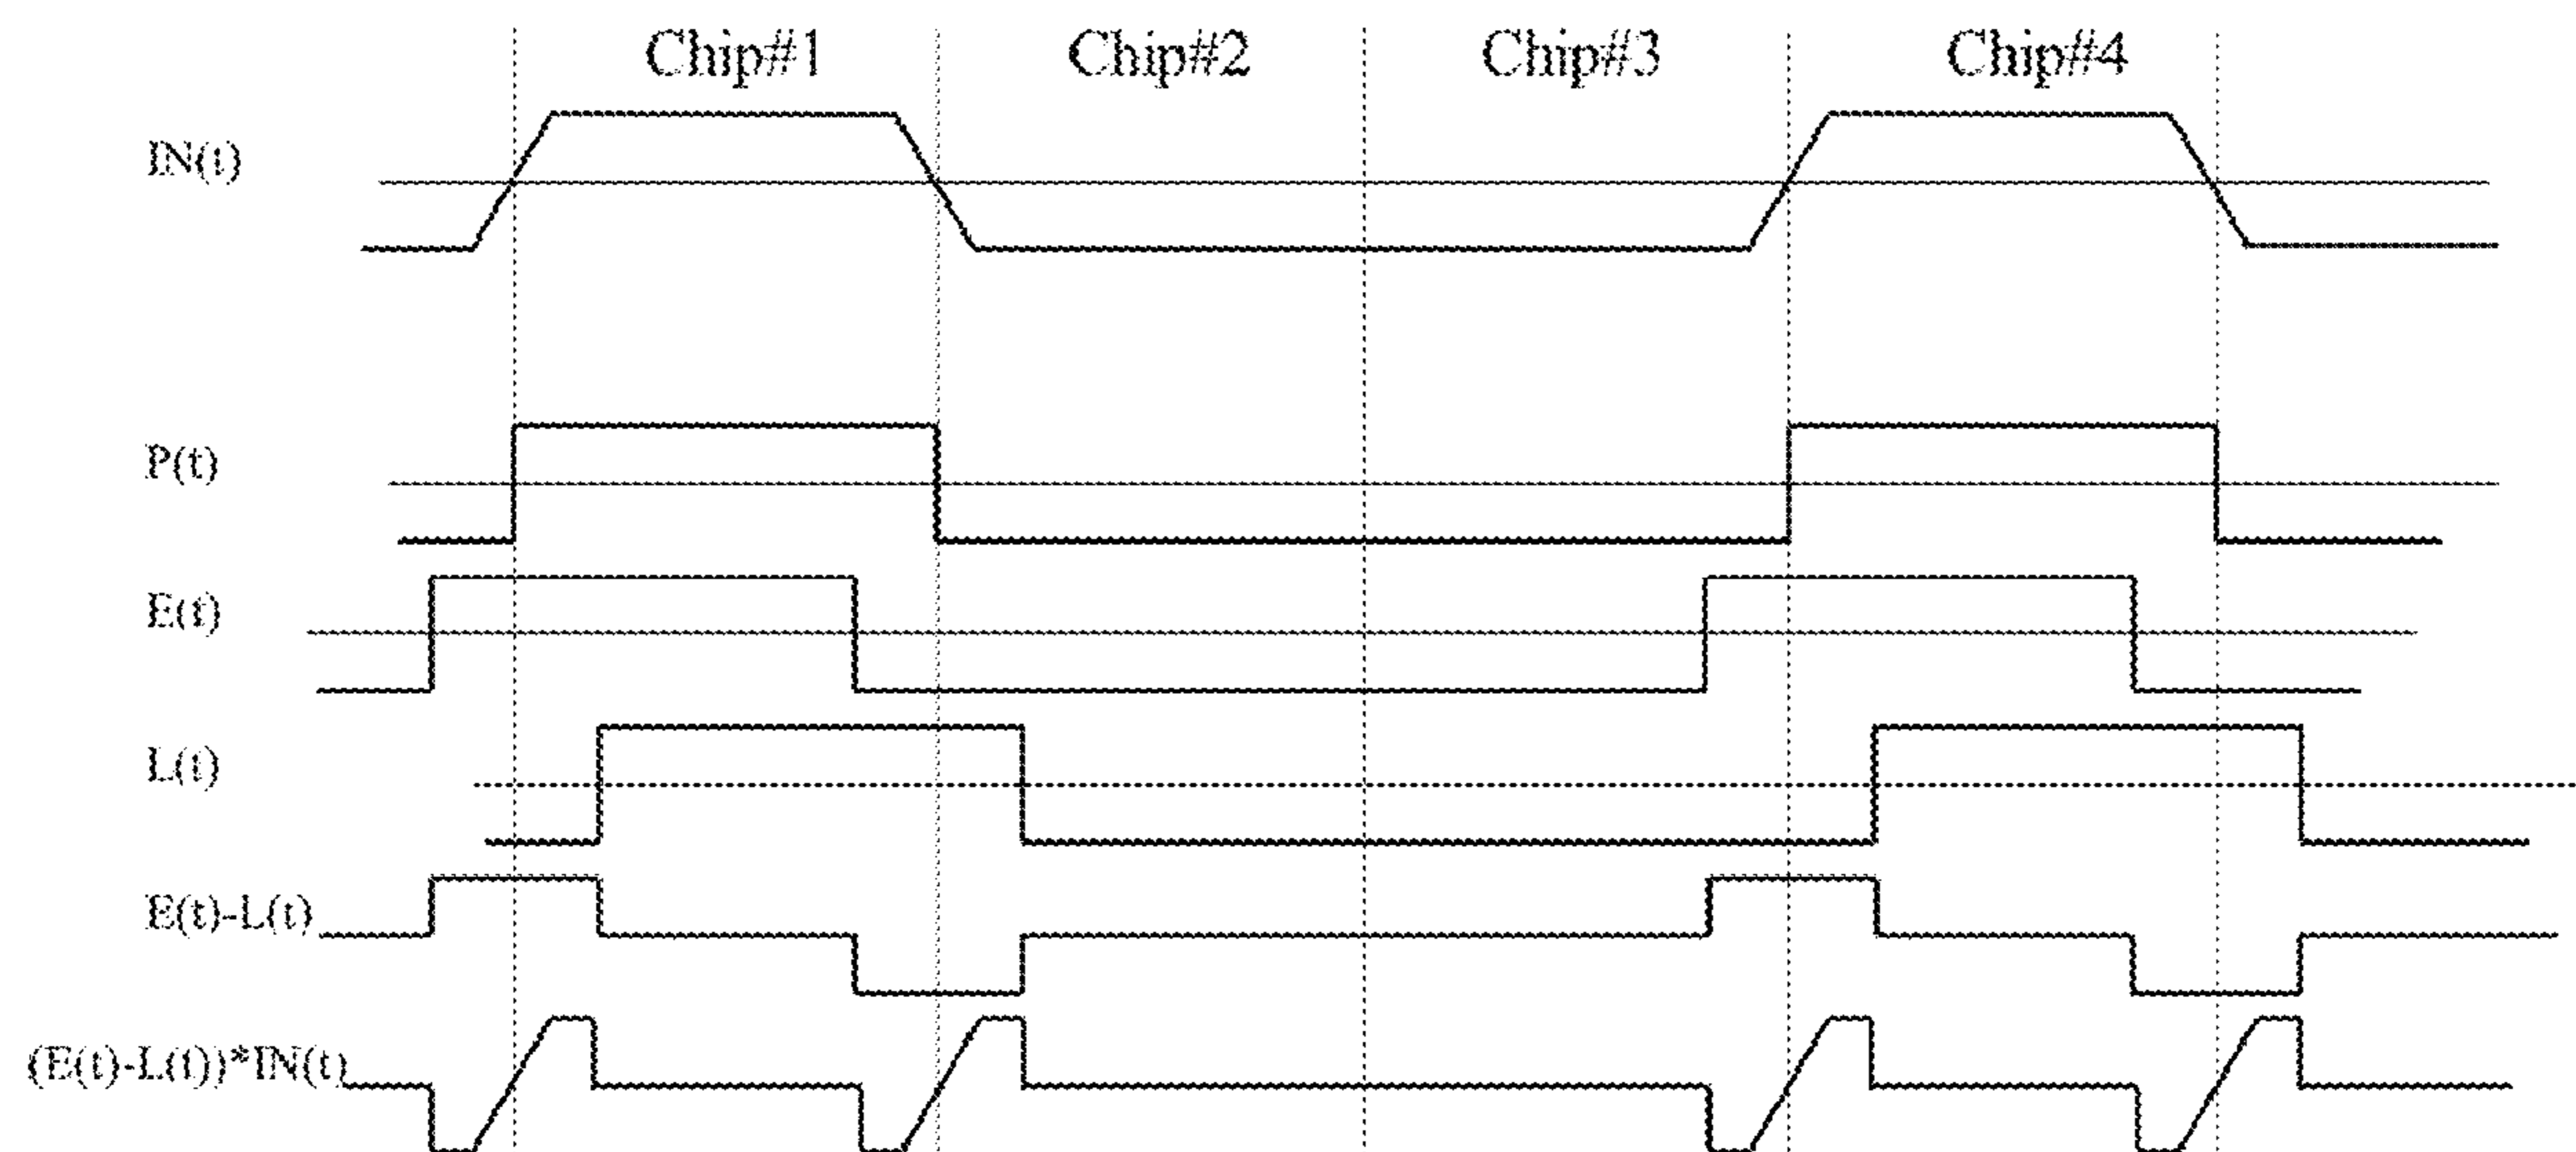 Chip#1 Chip#2 Chip#3 Chip#4
IN(t)
P(t)
E(t)
L(t)
E(t)-L(t)
(E(t)-L(t))*IN(t)